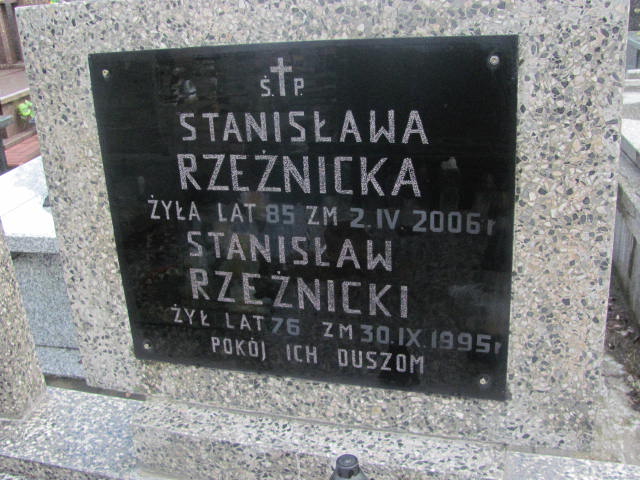 Ś.P.
STANISŁAWA
RZEŹNICKA
ŻYŁA LAT 85 ZM 2.IV.2006r
STANISŁAW
RZEŹNICKI
ŻYŁ LAT 76 ZM 30.IX.1995r
POKÓJ ICH DUSZOM